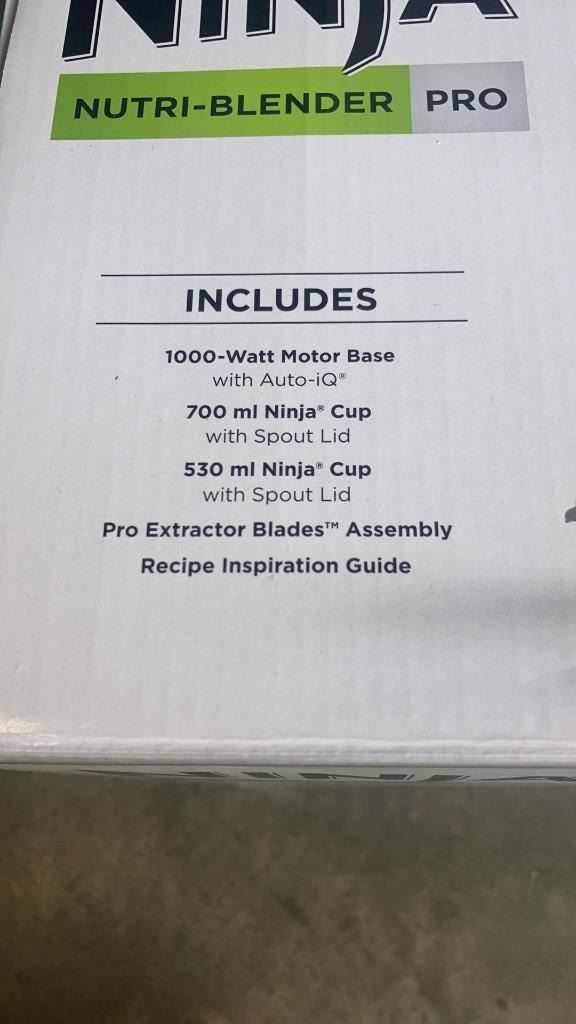 NINJA
NUTRI-BLENDER PRO
INCLUDES
1000-Watt Motor Base
with Auto-iQ®
700 ml Ninja® Cup
with Spout Lid
530 ml Ninja® Cup
with Spout Lid
Pro Extractor Blades™ Assembly
Recipe Inspiration Guide